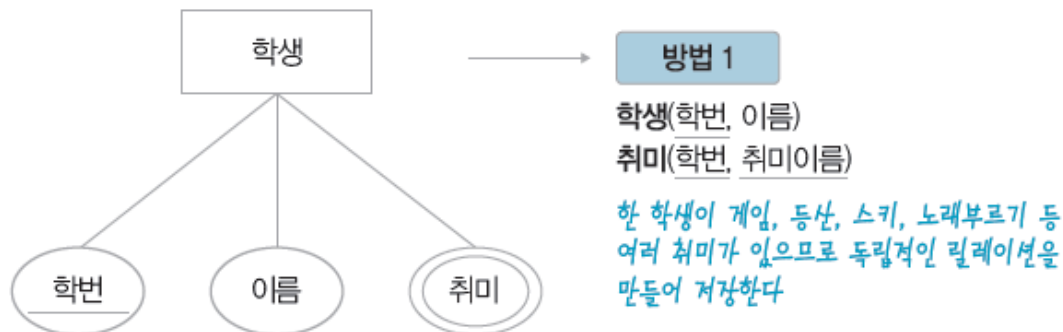 학생
방법 1
학생(학번, 이름)
취미(학번, 취미이름)
한 학생이 게임, 등산, 스키, 노래부르기 등
여러 취미가 있으므로 독립적인 릴레이션을
만들어 저장한다
학번
이름
취미